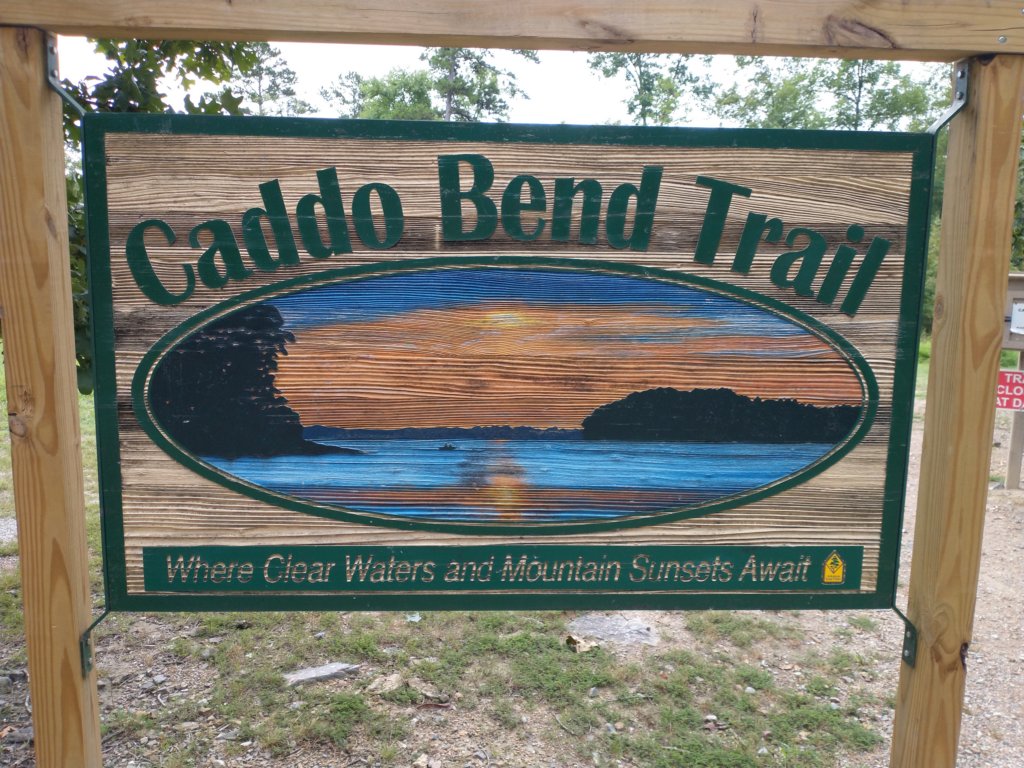 Caddo Bend Trail
Where Clear Waters and Mountain Sunsets Await